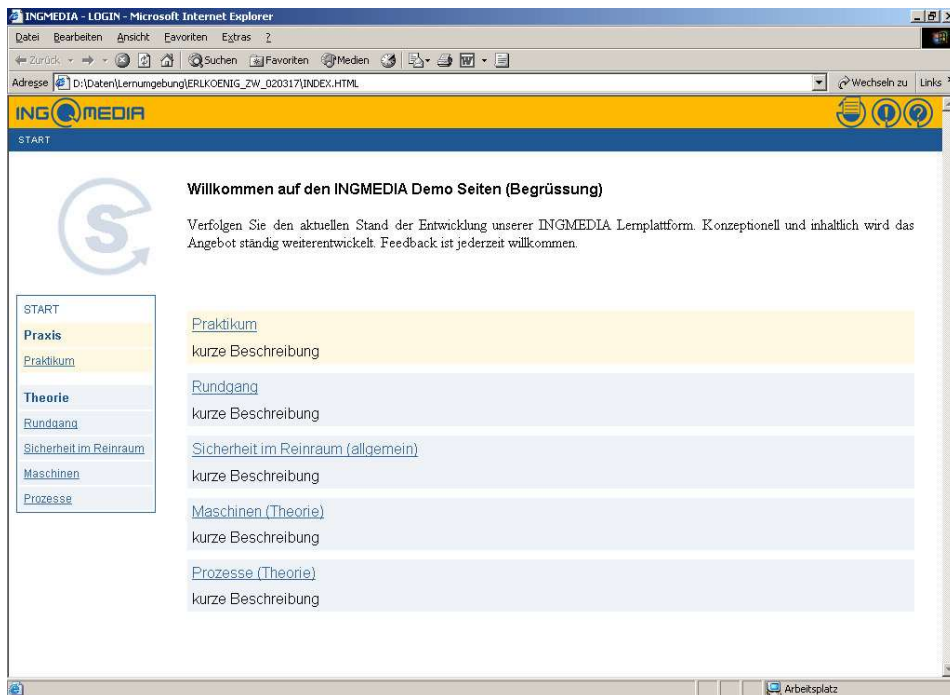 INGMEDIA - LOGIN - Microsoft Internet Explorer
Datei Bearbeiten Ansicht Favoriten Extras ?
Zurück Suchen Favoriten Medien
Adresse D:\Daten\Lernumgebung\ERLKOENIG_ZW_020317\INDEX.HTML Wechseln zu Links
INGMEDIA
START
Willkommen auf den INGMEDIA Demo Seiten (Begrüssung)
Verfolgen Sie den aktuellen Stand der Entwicklung unserer INGMEDIA Lernplattform. Konzeptionell und inhaltlich wird das
Angebot ständig weiterentwickelt. Feedback ist jederzeit willkommen.
S
START
Praxis
Praktikum
Theorie
Rundgang
Sicherheit im Reinraum
Maschinen
Prozesse
Praktikum
kurze Beschreibung
Rundgang
kurze Beschreibung
Sicherheit im Reinraum (allgemein)
kurze Beschreibung
Maschinen (Theorie)
kurze Beschreibung
Prozesse (Theorie)
kurze Beschreibung
Arbeitsplatz